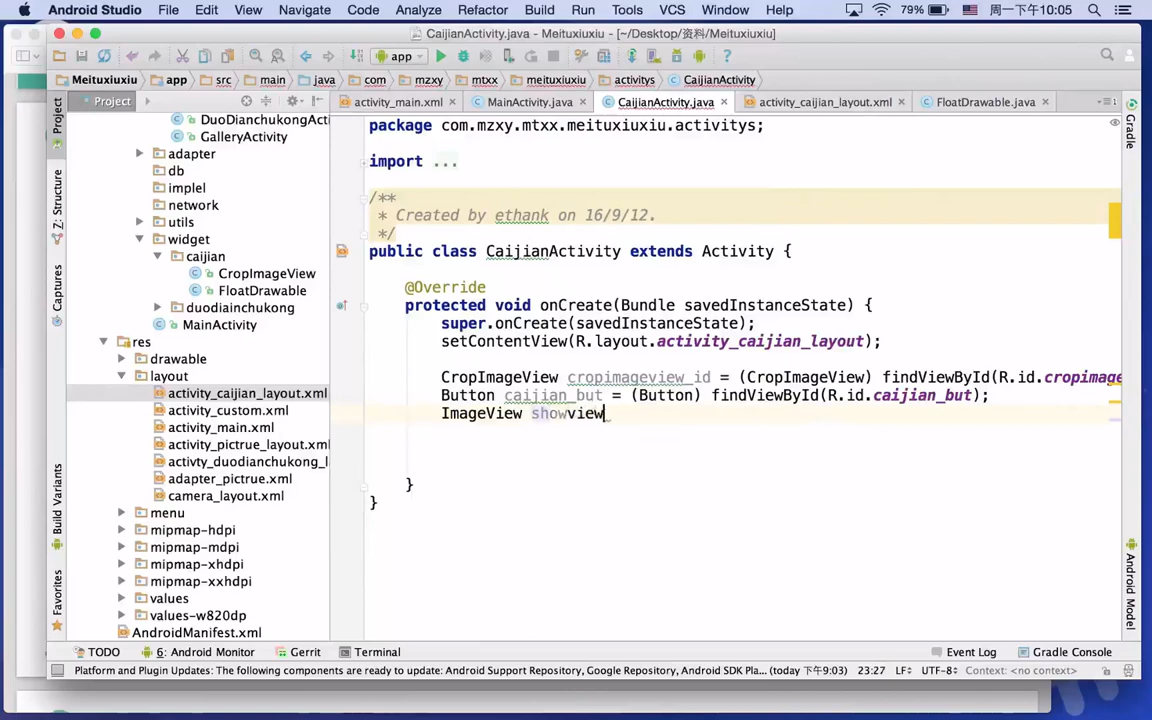 Android Studio File Edit View Navigate Code Analyze Refactor Build Run Tools VCS Window Help 79% 周一下午10:05
CaijianActivity.java - Meituxiuxiu - [~/Desktop/资料/Meituxiuxiu]
app
Meituxiuxiu app src main java com mzxy mtxx meituxiuxiu activitys CaijianActivity
Project
activity_main.xml MainActivity.java CaijianActivity.java activity_caijian_layout.xml FloatDrawable.java
DuoDianchukongActi
GalleryActivity
adapter
db
implel
network
utils
widget
caijian
CropImageView
FloatDrawable
duodianchukong
MainActivity
res
drawable
layout
activity_caijian_layout.xml
activity_custom.xml
activity_main.xml
activity_pictrue_layout.xml
activty_duodianchukong_l
adapter_pictrue.xml
camera_layout.xml
menu
mipmap-hdpi
mipmap-mdpi
mipmap-xhdpi
mipmap-xxhdpi
values
values-w820dp
AndroidManifest.xml
package com.mzxy.mtxx.meituxiuxiu.activitys;
import ...
/**
* Created by ethank on 16/9/12.
*/
public class CaijianActivity extends Activity {
@Override
protected void onCreate(Bundle savedInstanceState) {
super.onCreate(savedInstanceState);
setContentView(R.layout.activity_caijian_layout);
CropImageView cropimageview_id = (CropImageView) findViewById(R.id.cropimage
Button caijian_but = (Button) findViewById(R.id.caijian_but);
ImageView showview
}
}
Project
Z: Structure
Captures
Build Variants
Favorites
Gradle
Android Model
TODO 6: Android Monitor Gerrit Terminal Event Log Gradle Console
Platform and Plugin Updates: The following components are ready to update: Android Support Repository, Google Repository, Android SDK Pla... (today 下午9:03) 23:27 LF UTF-8 Context: <no context>